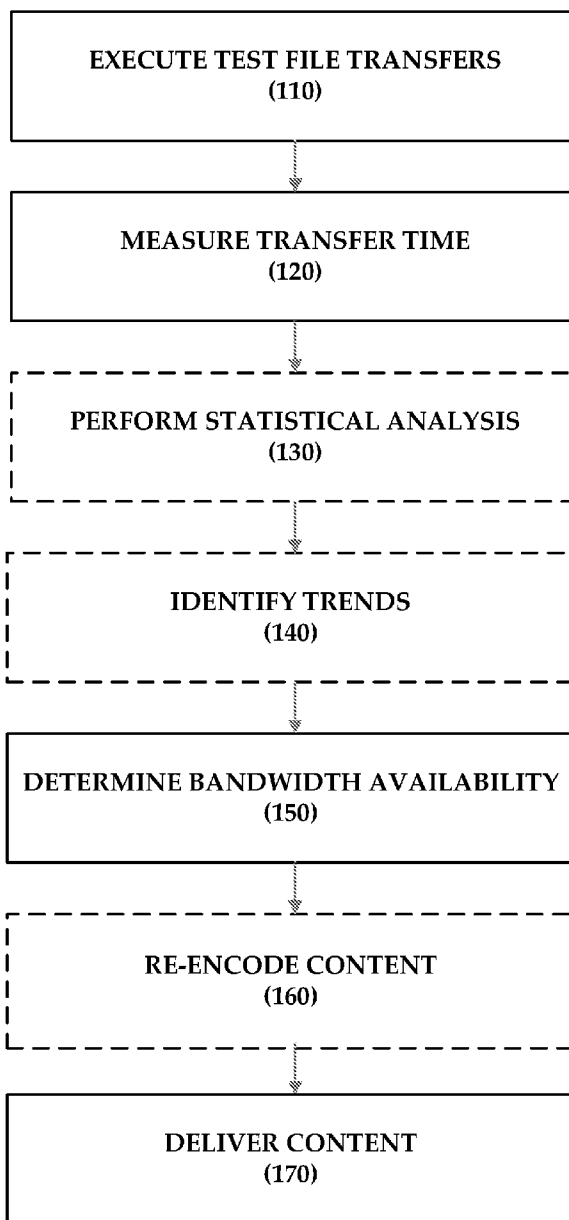 EXECUTE TEST FILE TRANSFERS
(110)
MEASURE TRANSFER TIME
(120)
PERFORM STATISTICAL ANALYSIS
(130)
IDENTIFY TRENDS
(140)
DETERMINE BANDWIDTH AVAILABILITY
(150)
RE-ENCODE CONTENT
(160)
DELIVER CONTENT
(170)